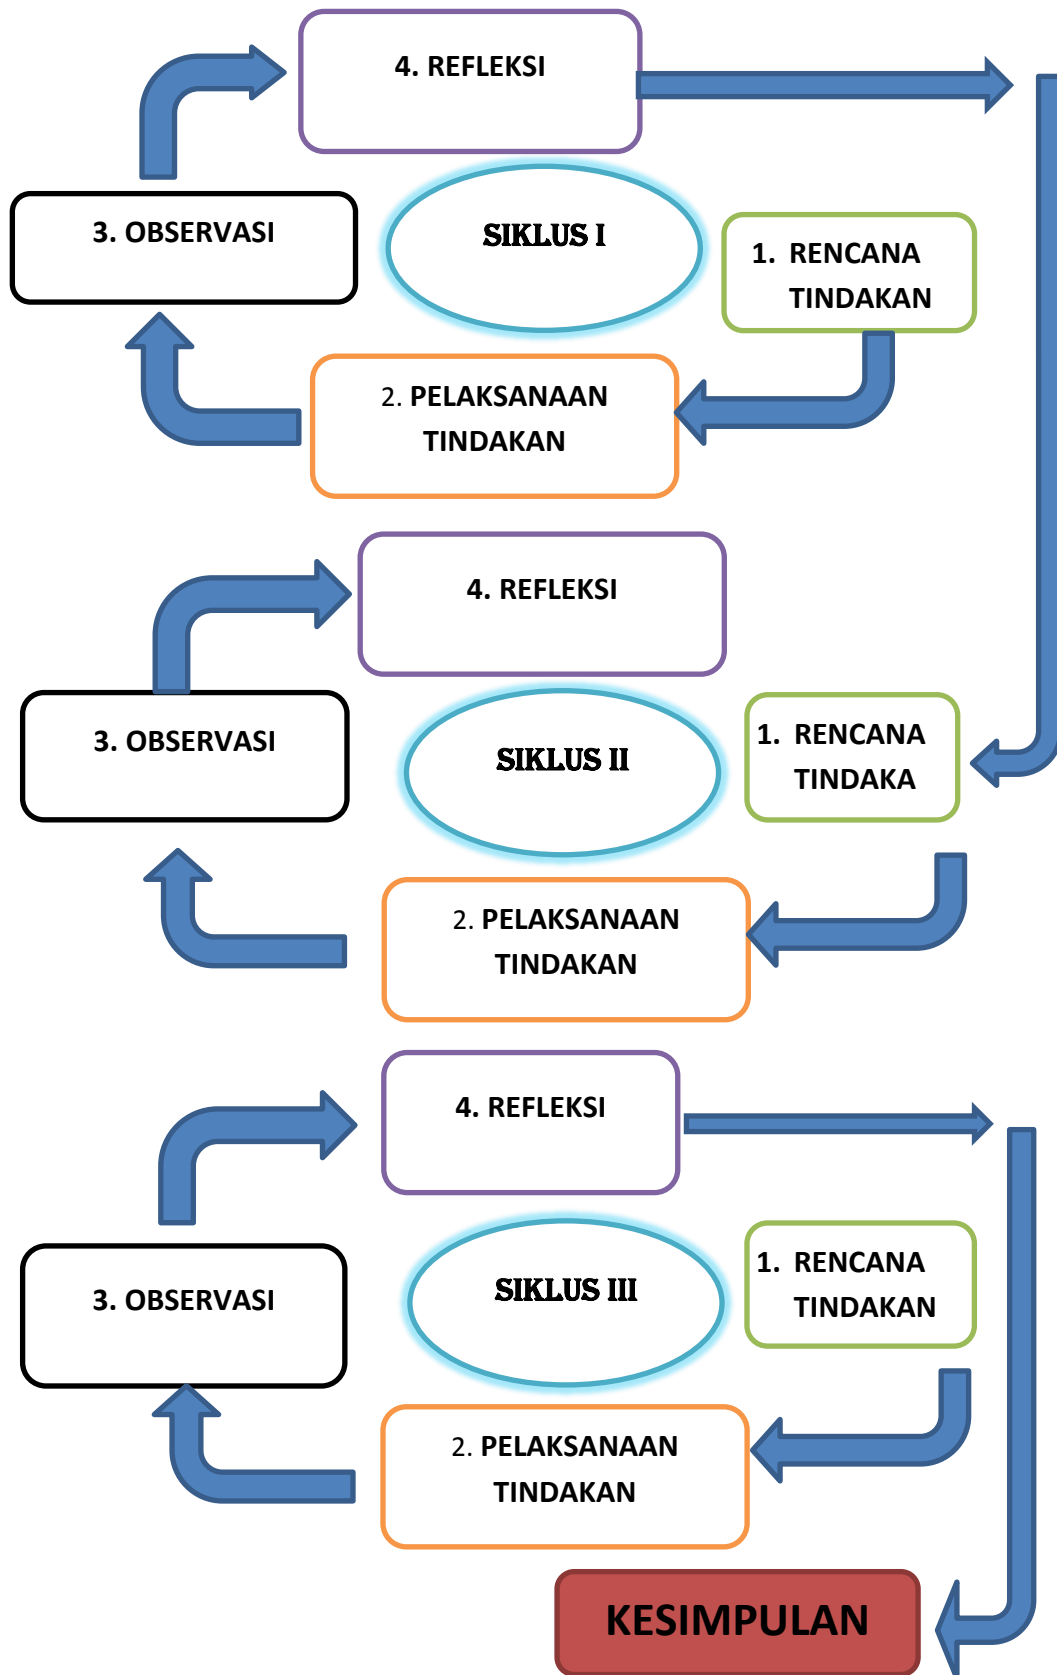 4. REFLEKSI
3. OBSERVASI
SIKLUS I
1. RENCANA
TINDAKAN
2. PELAKSANAAN
TINDAKAN
4. REFLEKSI
3. OBSERVASI
SIKLUS II
1. RENCANA
TINDAKA
2. PELAKSANAAN
TINDAKAN
4. REFLEKSI
3. OBSERVASI
SIKLUS III
1. RENCANA
TINDAKAN
2. PELAKSANAAN
TINDAKAN
KESIMPULAN